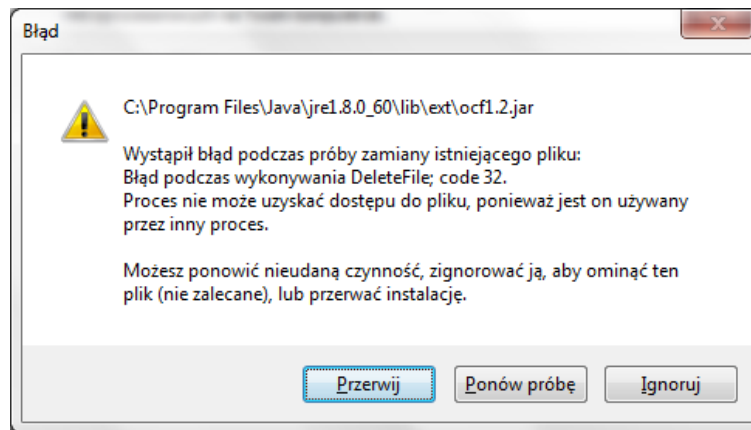 Błąd
C:\Program Files\Java\jre1.8.0_60\lib\ext\ocf1.2.jar
Wystąpił błąd podczas próby zamiany istniejącego pliku:
Błąd podczas wykonywania DeleteFile; code 32.
Proces nie może uzyskać dostępu do pliku, ponieważ jest on używany
przez inny proces.
Możesz ponowić nieudaną czynność, zignorować ją, aby ominąć ten
plik (nie zalecane), lub przerwać instalację.
Przerwij
Ponów próbę
Ignoruj